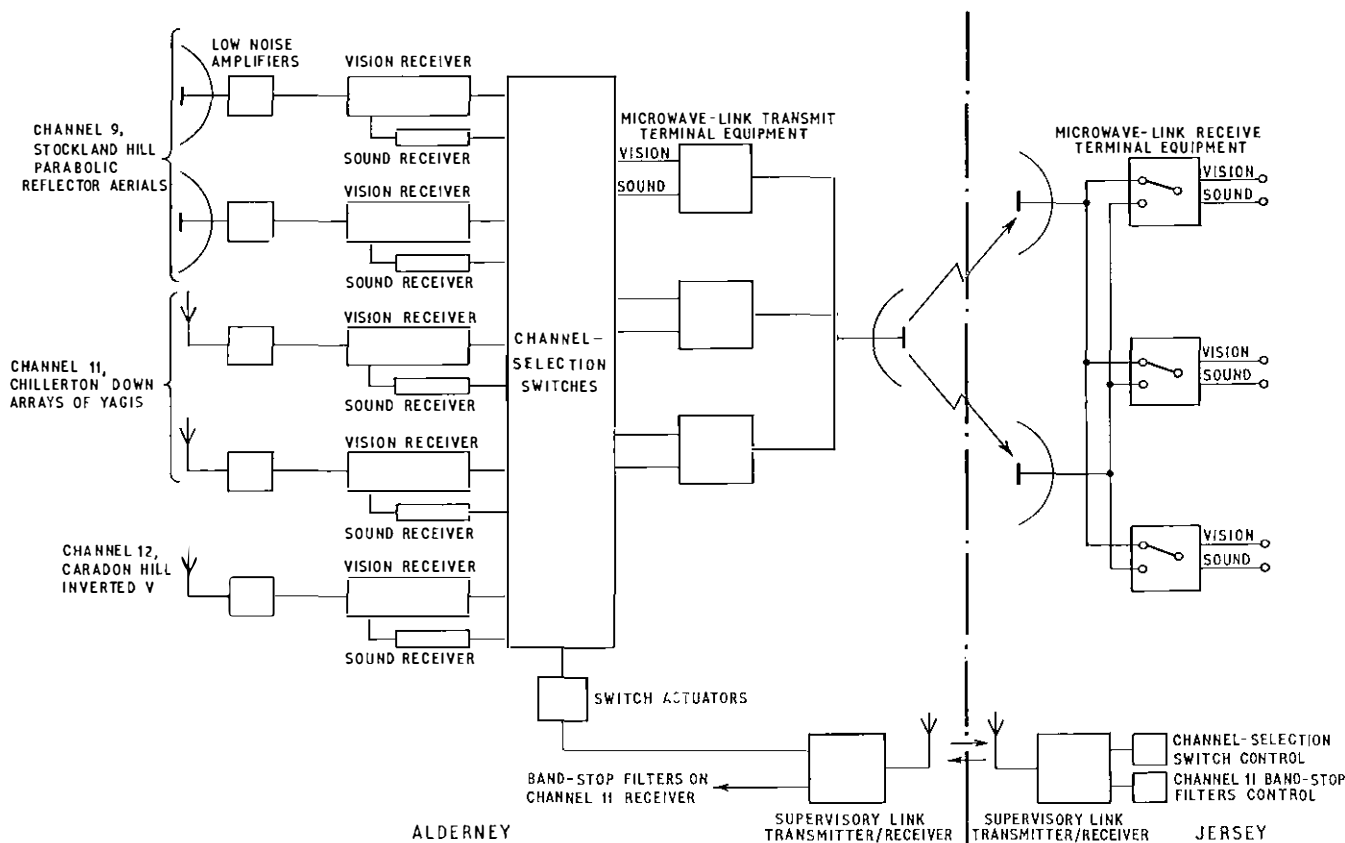 LOW NOISE
AMPLIFIERS
VISION RECEIVER
SOUND RECEIVER
CHANNEL 9,
STOCKLAND HILL
PARABOLIC
REFLECTOR AERIALS
VISION RECEIVER
SOUND RECEIVER
CHANNEL 11,
CHILLERTON DOWN
ARRAYS OF YAGIS
VISION RECEIVER
SOUND RECEIVER
VISION RECEIVER
SOUND RECEIVER
CHANNEL 12,
CARADON HILL
INVERTED V
VISION RECEIVER
SOUND RECEIVER
CHANNEL-
SELECTION
SWITCHES
MICROWAVE-LINK TRANSMIT
TERMINAL EQUIPMENT
VISION
SOUND
MICROWAVE-LINK RECEIVE
TERMINAL EQUIPMENT
VISION
SOUND
VISION
SOUND
VISION
SOUND
SWITCH ACTUATORS
BAND-STOP FILTERS ON
CHANNEL 11 RECEIVER
SUPERVISORY LINK
TRANSMITTER/RECEIVER
SUPERVISORY LINK
TRANSMITTER/RECEIVER
CHANNEL-SELECTION
SWITCH CONTROL
CHANNEL 11 BAND-STOP
FILTERS CONTROL
ALDERNEY
JERSEY